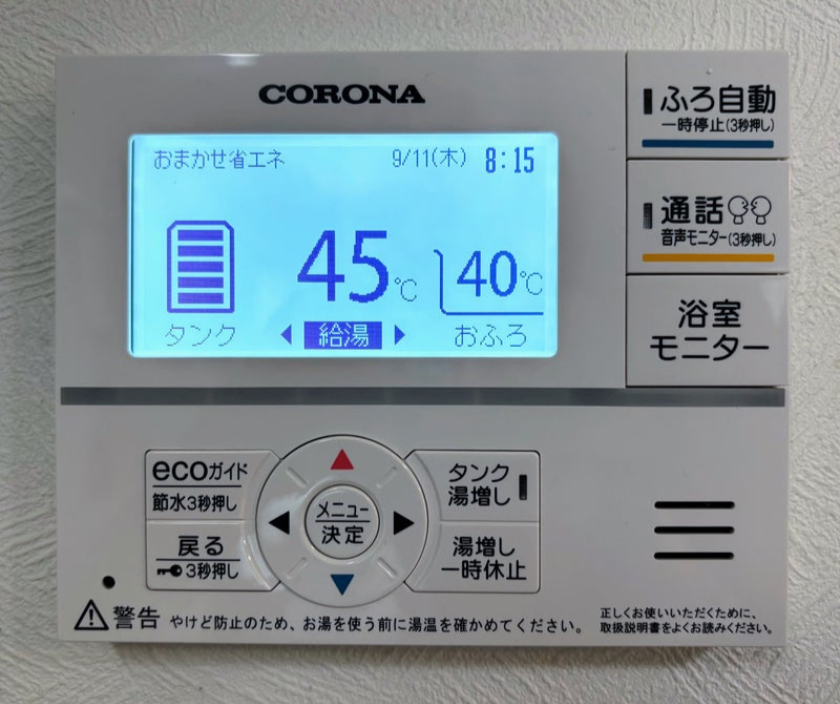 CORONA
おまかせ省エネ 9/11(木) 8:15
45℃
40℃
タンク
給湯
おふろ
ふろ自動
一時停止(3秒押し)
通話
音声モニター(3秒押し)
浴室
モニター
ecoガイド
節水3秒押し
戻る
3秒押し
メニュー
決定
タンク
湯増し
湯増し
一時休止
警告 やけど防止のため、お湯を使う前に湯温を確かめてください。
正しくお使いいただくために、
取扱説明書をよくお読みください。